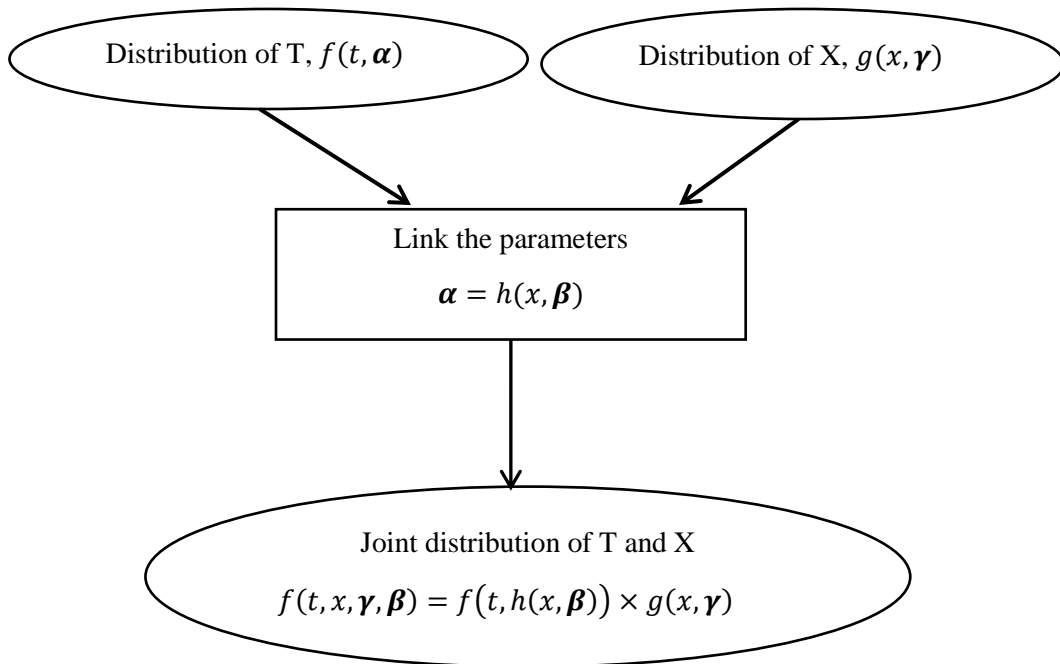 Distribution of T, 𝑓(𝑡, 𝜶)
Distribution of X, 𝑔(𝑥, 𝜸)
Link the parameters
𝜶 = ℎ(𝑥, 𝜷)
Joint distribution of T and X
𝑓(𝑡, 𝑥, 𝜸, 𝜷) = 𝑓(𝑡, ℎ(𝑥, 𝜷)) × 𝑔(𝑥, 𝜸)